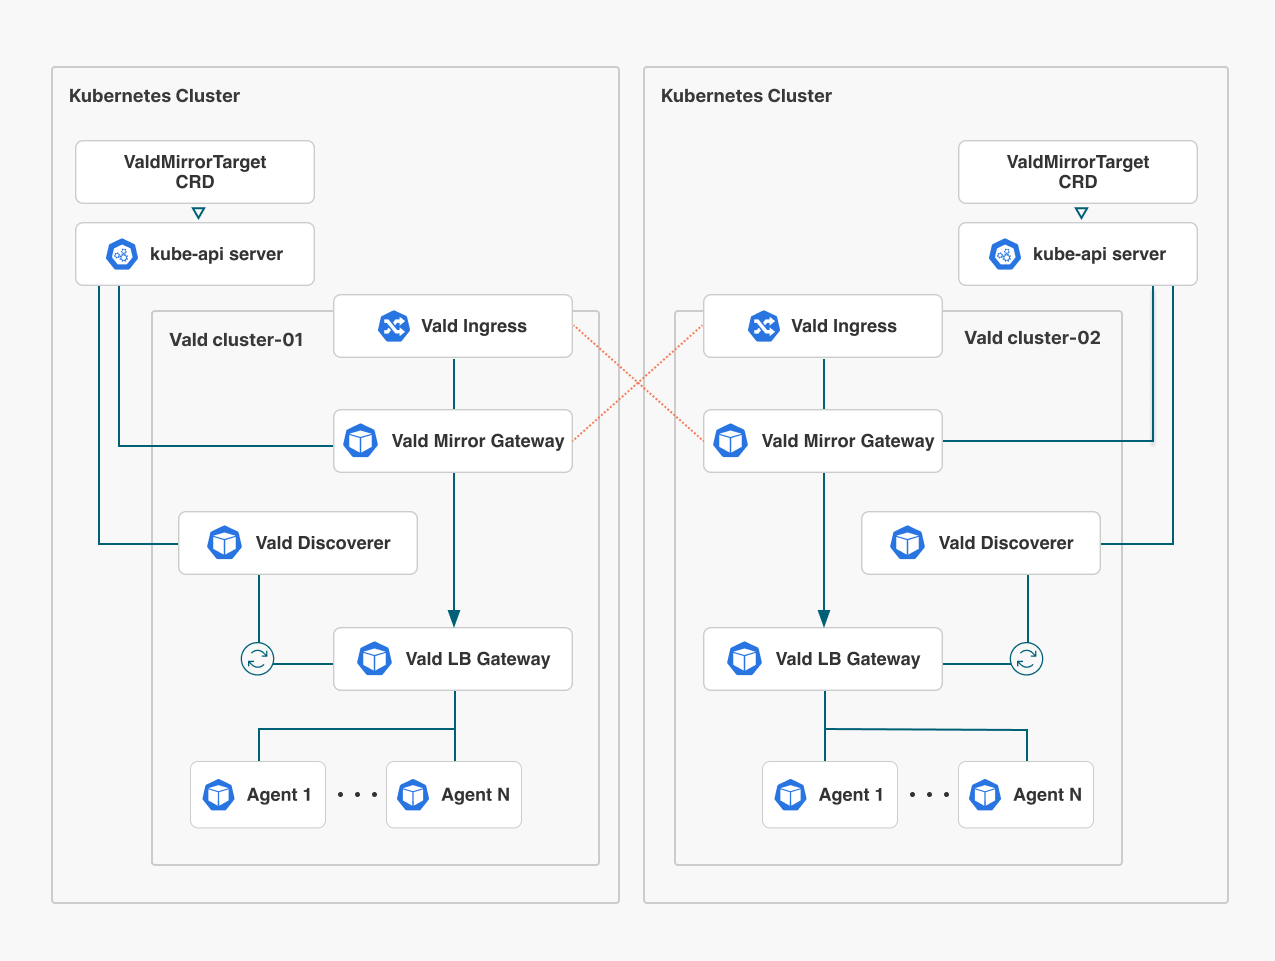 Kubernetes Cluster
ValdMirrorTarget
CRD
kube-api server
Vald cluster-01
Vald Ingress
Vald Mirror Gateway
Vald Discoverer
Vald LB Gateway
Agent 1
Agent N
Kubernetes Cluster
ValdMirrorTarget
CRD
kube-api server
Vald Ingress
Vald cluster-02
Vald Mirror Gateway
Vald Discoverer
Vald LB Gateway
Agent 1
Agent N